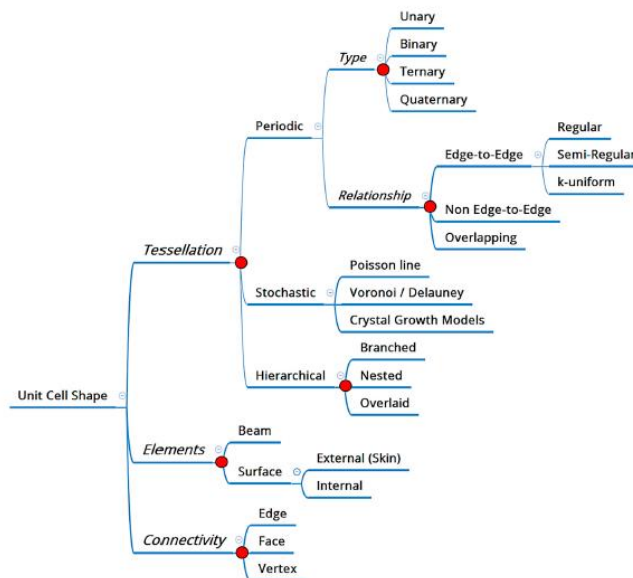 Unary
Type
Binary
Ternary
Quaternary
Periodic
Regular
Edge-to-Edge
Semi-Regular
k-uniform
Relationship
Non Edge-to-Edge
Overlapping
Tessellation
Poisson line
Stochastic
Voronoi / Delauney
Crystal Growth Models
Branched
Hierarchical
Nested
Overlaid
Unit Cell Shape
Beam
Elements
External (Skin)
Surface
Internal
Edge
Connectivity
Face
Vertex